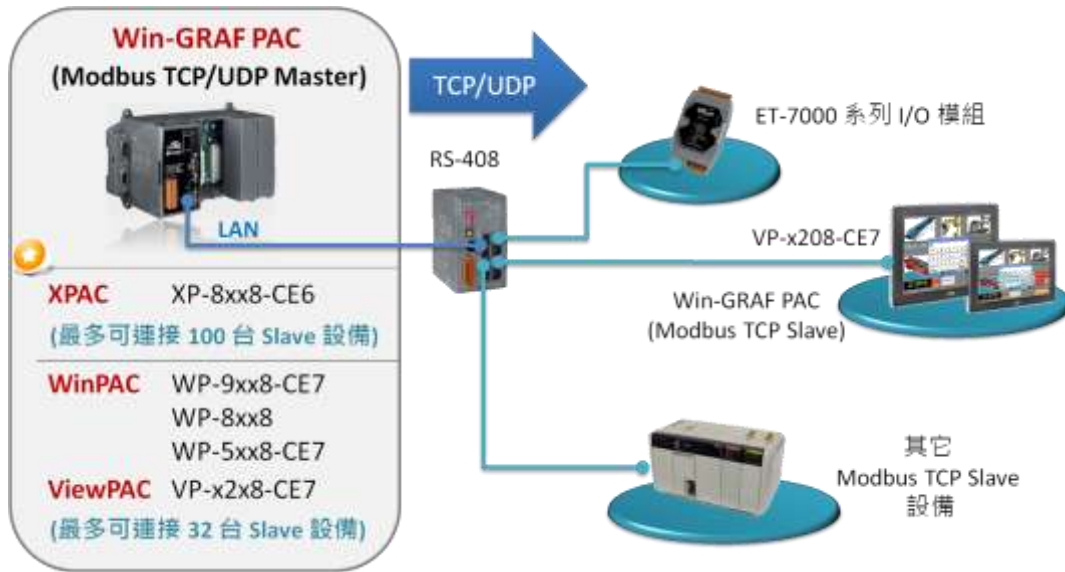 Win-GRAF PAC
(Modbus TCP/UDP Master)
LAN
XPAC XP-8xx8-CE6
(最多可連接 100 台 Slave 設備)
WinPAC WP-9xx8-CE7
WP-8xx8
WP-5xx8-CE7
ViewPAC VP-x2x8-CE7
(最多可連接 32 台 Slave 設備)
TCP/UDP
RS-408
ET-7000 系列 I/O 模組
VP-x208-CE7
Win-GRAF PAC
(Modbus TCP Slave)
其它
Modbus TCP Slave
設備